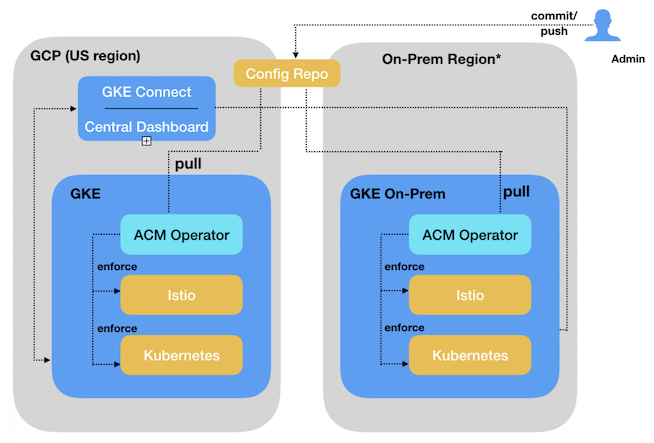 commit/
push
Admin
GCP (US region)
Config Repo
On-Prem Region*
GKE Connect
Central Dashboard
pull
GKE
ACM Operator
enforce
Istio
enforce
Kubernetes
GKE On-Prem
pull
ACM Operator
enforce
Istio
enforce
Kubernetes